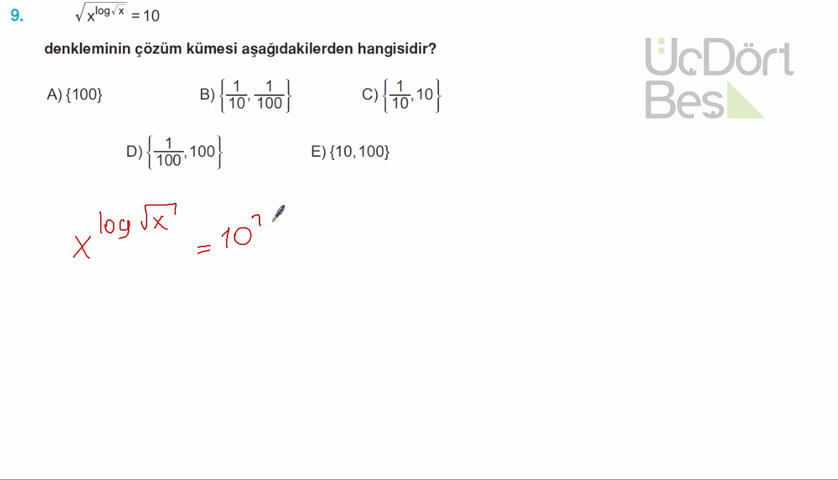 9. √x^log√x = 10
denkleminin çözüm kümesi aşağıdakilerden hangisidir?
A) {100} B) {1/10, 1/100} C) {1/10, 10}
D) {1/100, 100} E) {10, 100}
ÜçDört
Beş
x^log√x = 10^2